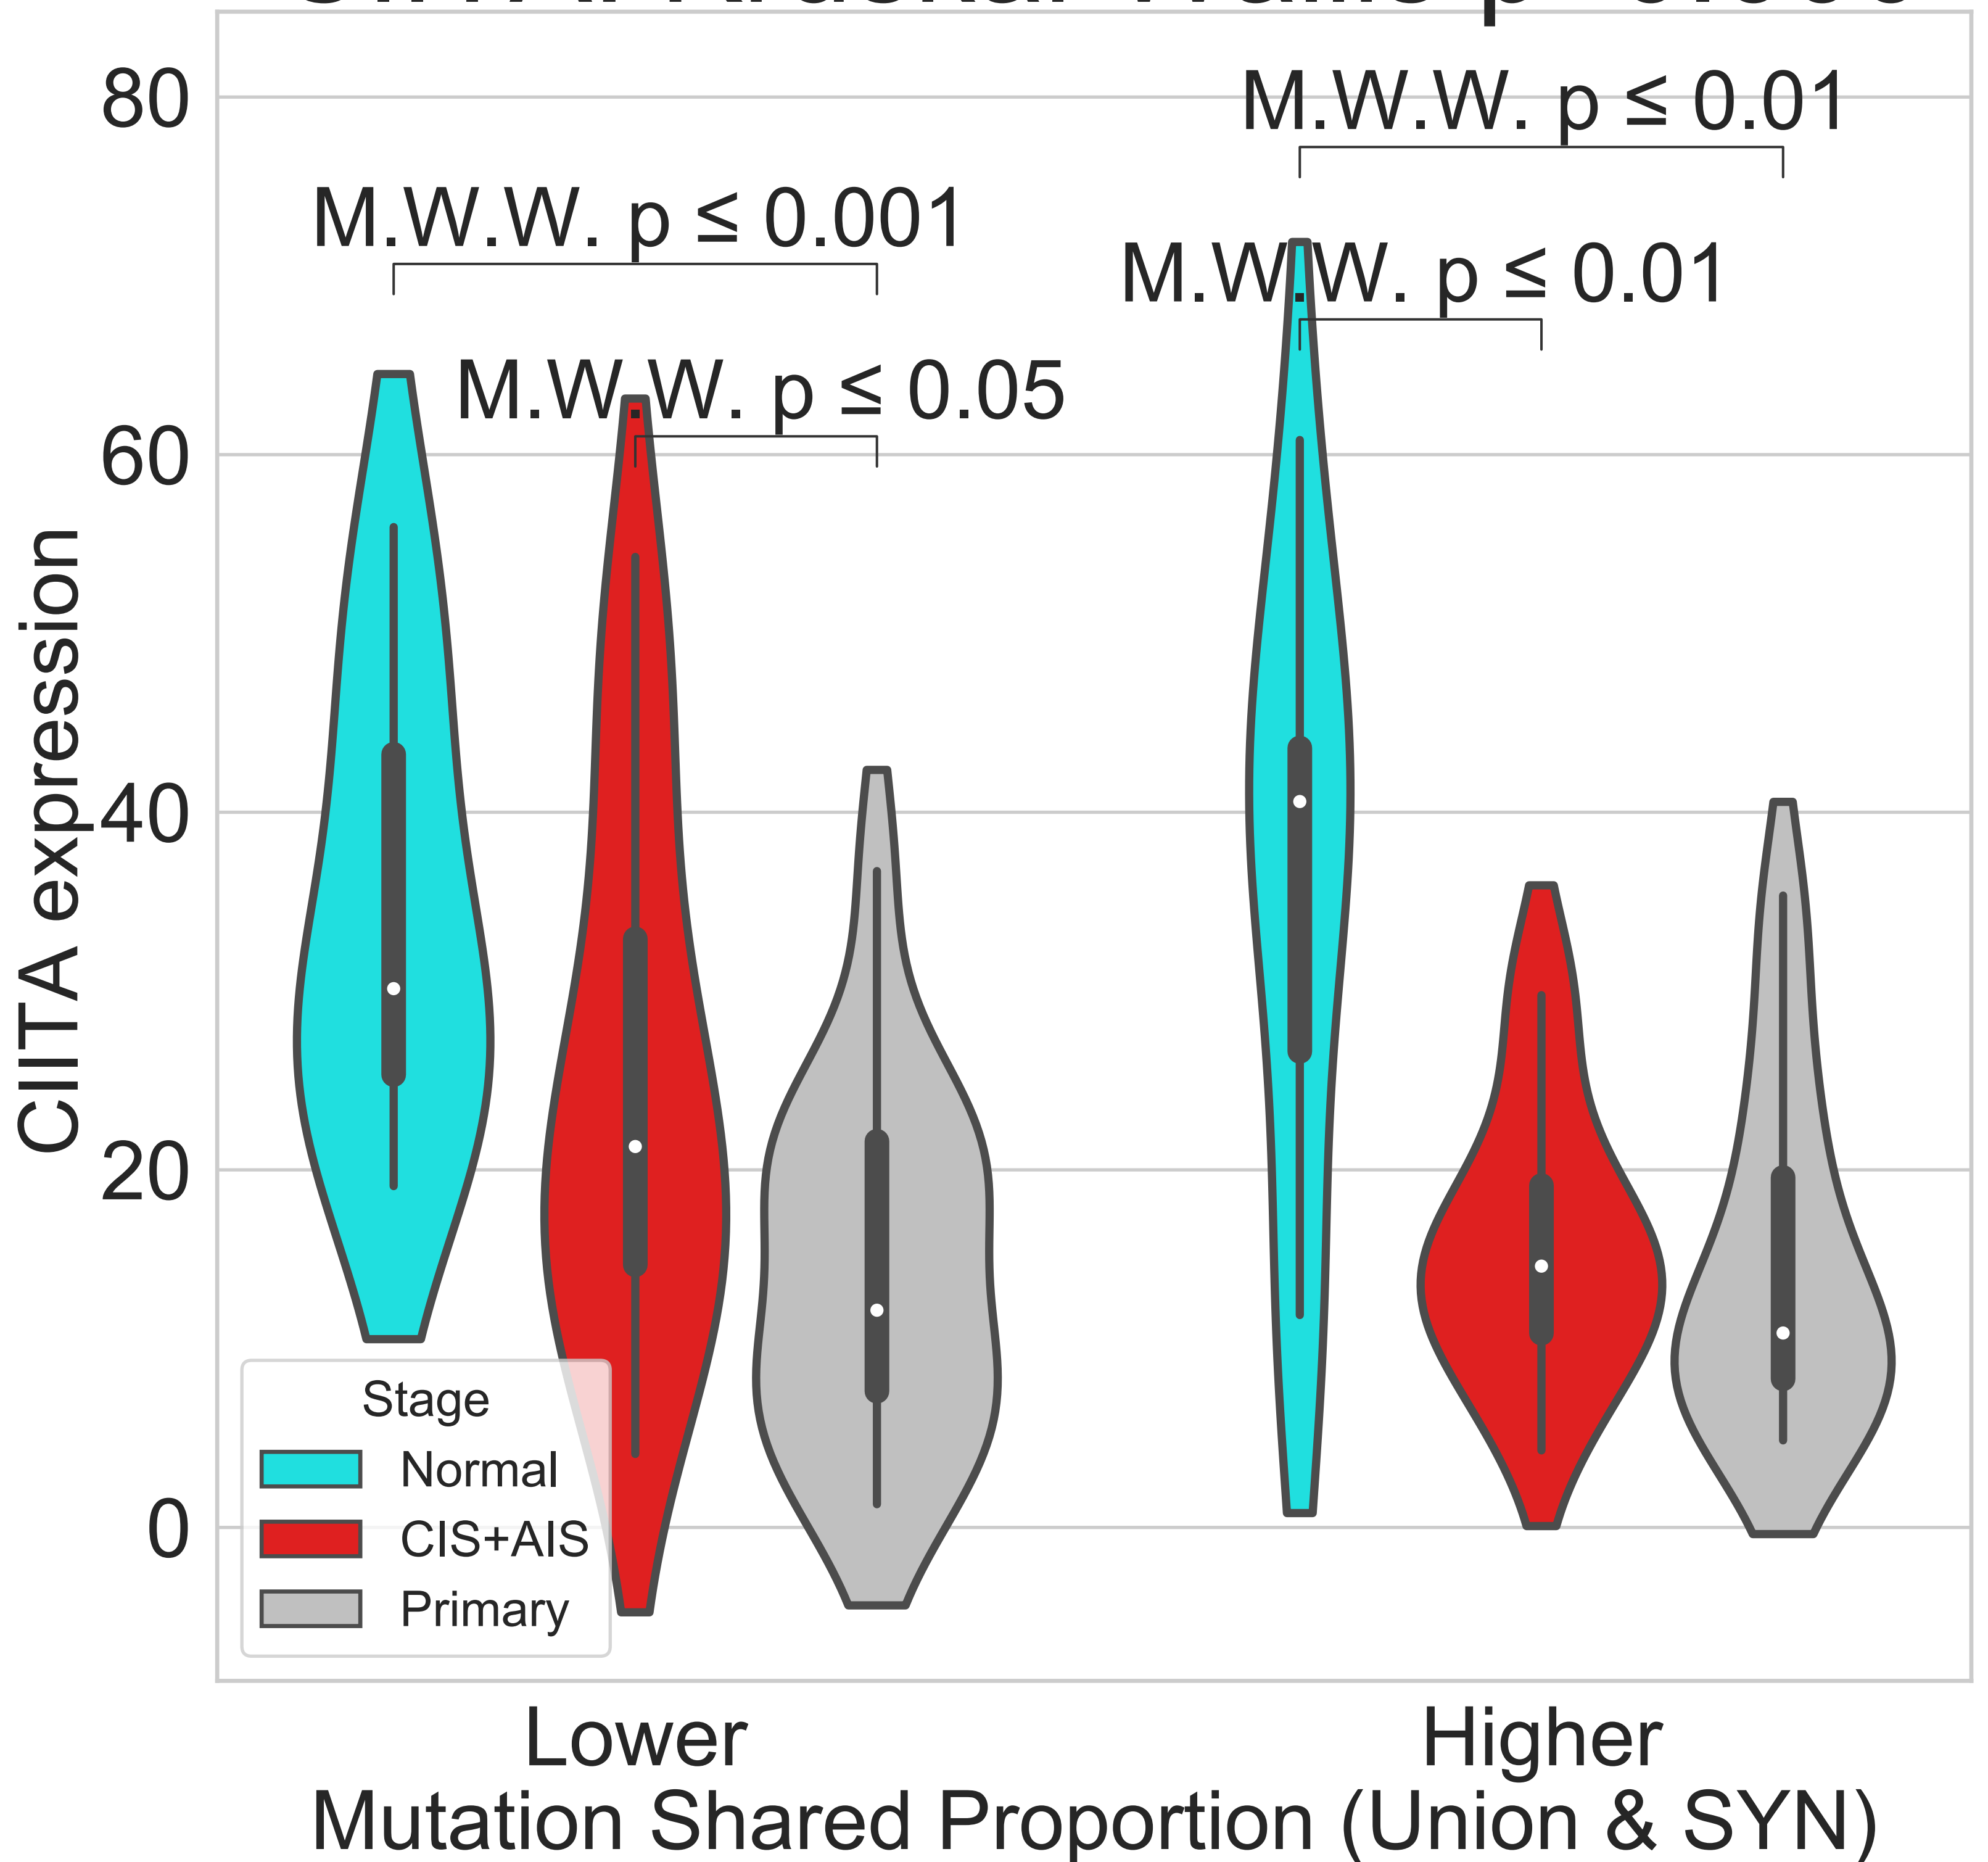 80
M.W.W. p ≤ 0.01
M.W.W. p ≤ 0.001
M.W.W. p ≤ 0.01
M.W.W. p ≤ 0.05
60
CIITA expression
40
20
0
Stage
Normal
CIS+AIS
Primary
Lower
Higher
Mutation Shared Proportion (Union & SYN)